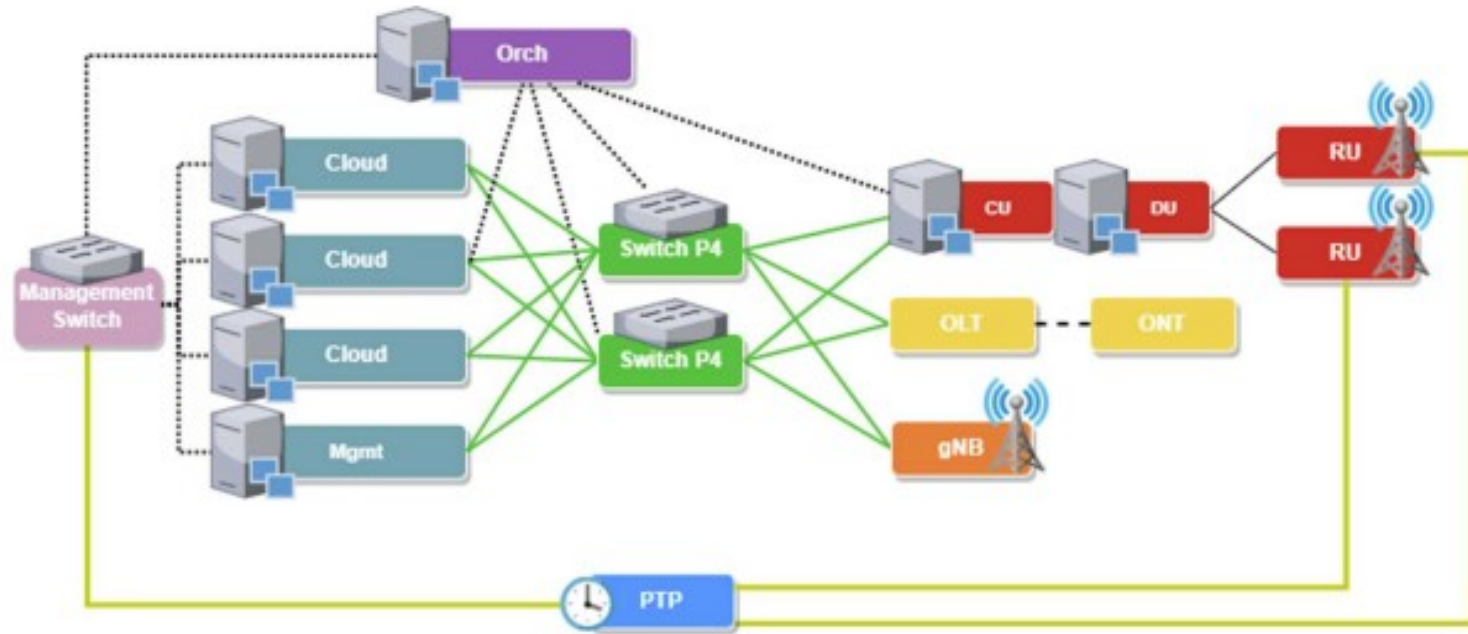 Orch
Cloud
RU
Cloud
Switch P4
CU
DU
RU
Management
Switch
Cloud
Switch P4
OLT
ONT
Mgmt
gNB
PTP